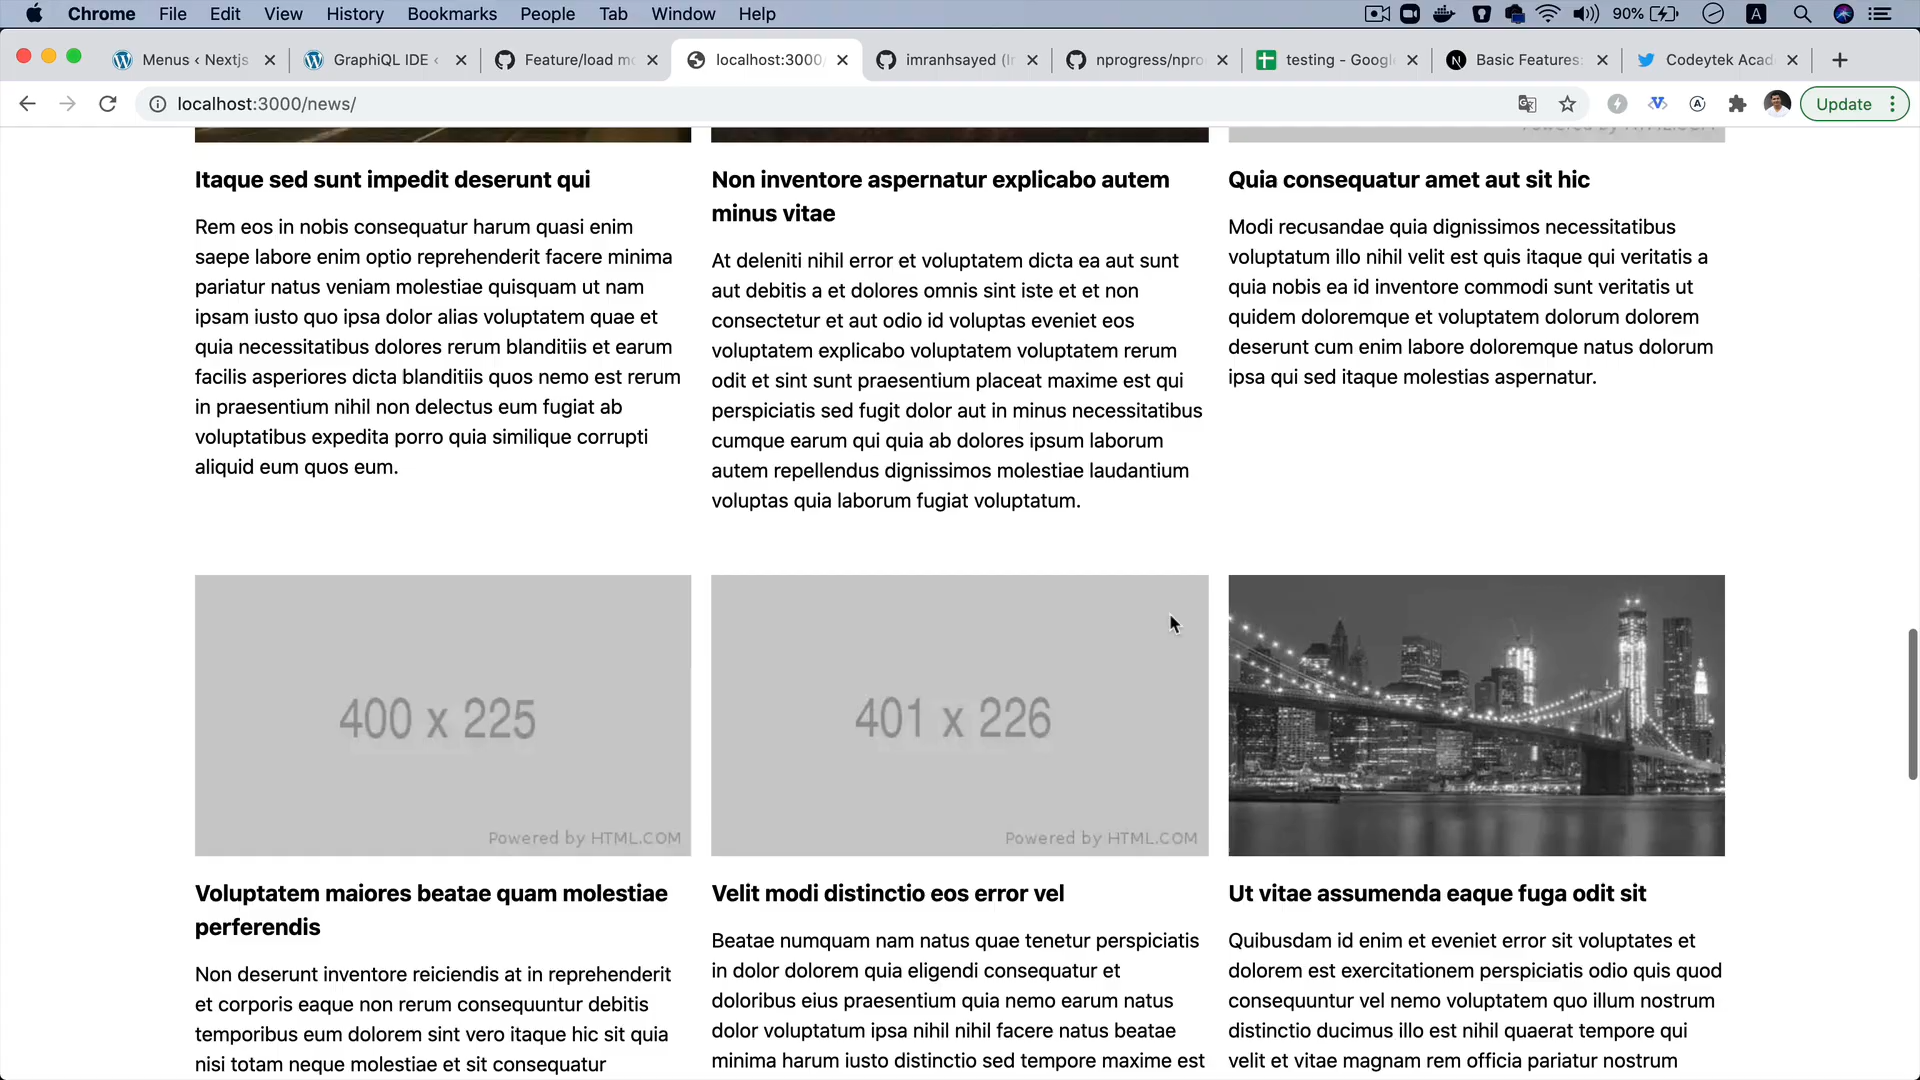 Chrome File Edit View History Bookmarks People Tab Window Help 90% A
Menus ‹ Nextjs GraphiQL IDE ‹ Feature/load mo localhost:3000 imranhsayed (Ir nprogress/npro testing - Googl Basic Features: Codeytek Acad
localhost:3000/news/ Update
Powered by HTML.COM
Itaque sed sunt impedit deserunt qui
Rem eos in nobis consequatur harum quasi enim
saepe labore enim optio reprehenderit facere minima
pariatur natus veniam molestiae quisquam ut nam
ipsam iusto quo ipsa dolor alias voluptatem quae et
quia necessitatibus dolores rerum blanditiis et earum
facilis asperiores dicta blanditiis quos nemo est rerum
in praesentium nihil non delectus eum fugiat ab
voluptatibus expedita porro quia similique corrupti
aliquid eum quos eum.
Non inventore aspernatur explicabo autem
minus vitae
At deleniti nihil error et voluptatem dicta ea aut sunt
aut debitis a et dolores omnis sint iste et et non
consectetur et aut odio id voluptas eveniet eos
voluptatem explicabo voluptatem voluptatem rerum
odit et sint sunt praesentium placeat maxime est qui
perspiciatis sed fugit dolor aut in minus necessitatibus
cumque earum qui quia ab dolores ipsum laborum
autem repellendus dignissimos molestiae laudantium
voluptas quia laborum fugiat voluptatum.
Quia consequatur amet aut sit hic
Modi recusandae quia dignissimos necessitatibus
voluptatum illo nihil velit est quis itaque qui veritatis a
quia nobis ea id inventore commodi sunt veritatis ut
quidem doloremque et voluptatem dolorum dolorem
deserunt cum enim labore doloremque natus dolorum
ipsa qui sed itaque molestias aspernatur.
400 x 225
Powered by HTML.COM
401 x 226
Powered by HTML.COM
Voluptatem maiores beatae quam molestiae
perferendis
Non deserunt inventore reiciendis at in reprehenderit
et corporis eaque non rerum consequuntur debitis
temporibus eum dolorem sint vero itaque hic sit quia
nisi totam neque molestiae et sit consequatur
Velit modi distinctio eos error vel
Beatae numquam nam natus quae tenetur perspiciatis
in dolor dolorem quia eligendi consequatur et
doloribus eius praesentium quia nemo earum natus
dolor voluptatum ipsa nihil nihil facere natus beatae
minima harum iusto distinctio sed tempore maxime est
Ut vitae assumenda eaque fuga odit sit
Quibusdam id enim et eveniet error sit voluptates et
dolorem est exercitationem perspiciatis odio quis quod
consequuntur vel nemo voluptatem quo illum nostrum
distinctio ducimus illo est nihil quaerat tempore qui
velit et vitae magnam rem officia pariatur nostrum